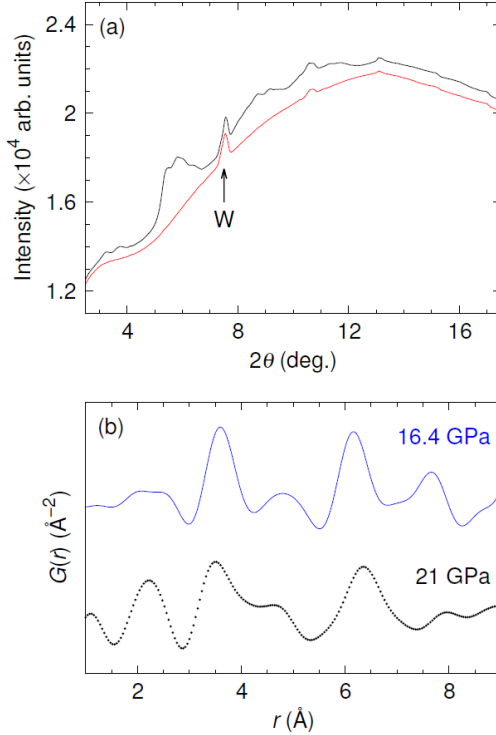 (a)
Intensity (×10⁴ arb. units)
2.4
2
1.6
1.2
W
4
8
12
16
2θ (deg.)
(b)
16.4 GPa
21 GPa
G(r) (Å⁻²)
2
4
6
8
r (Å)